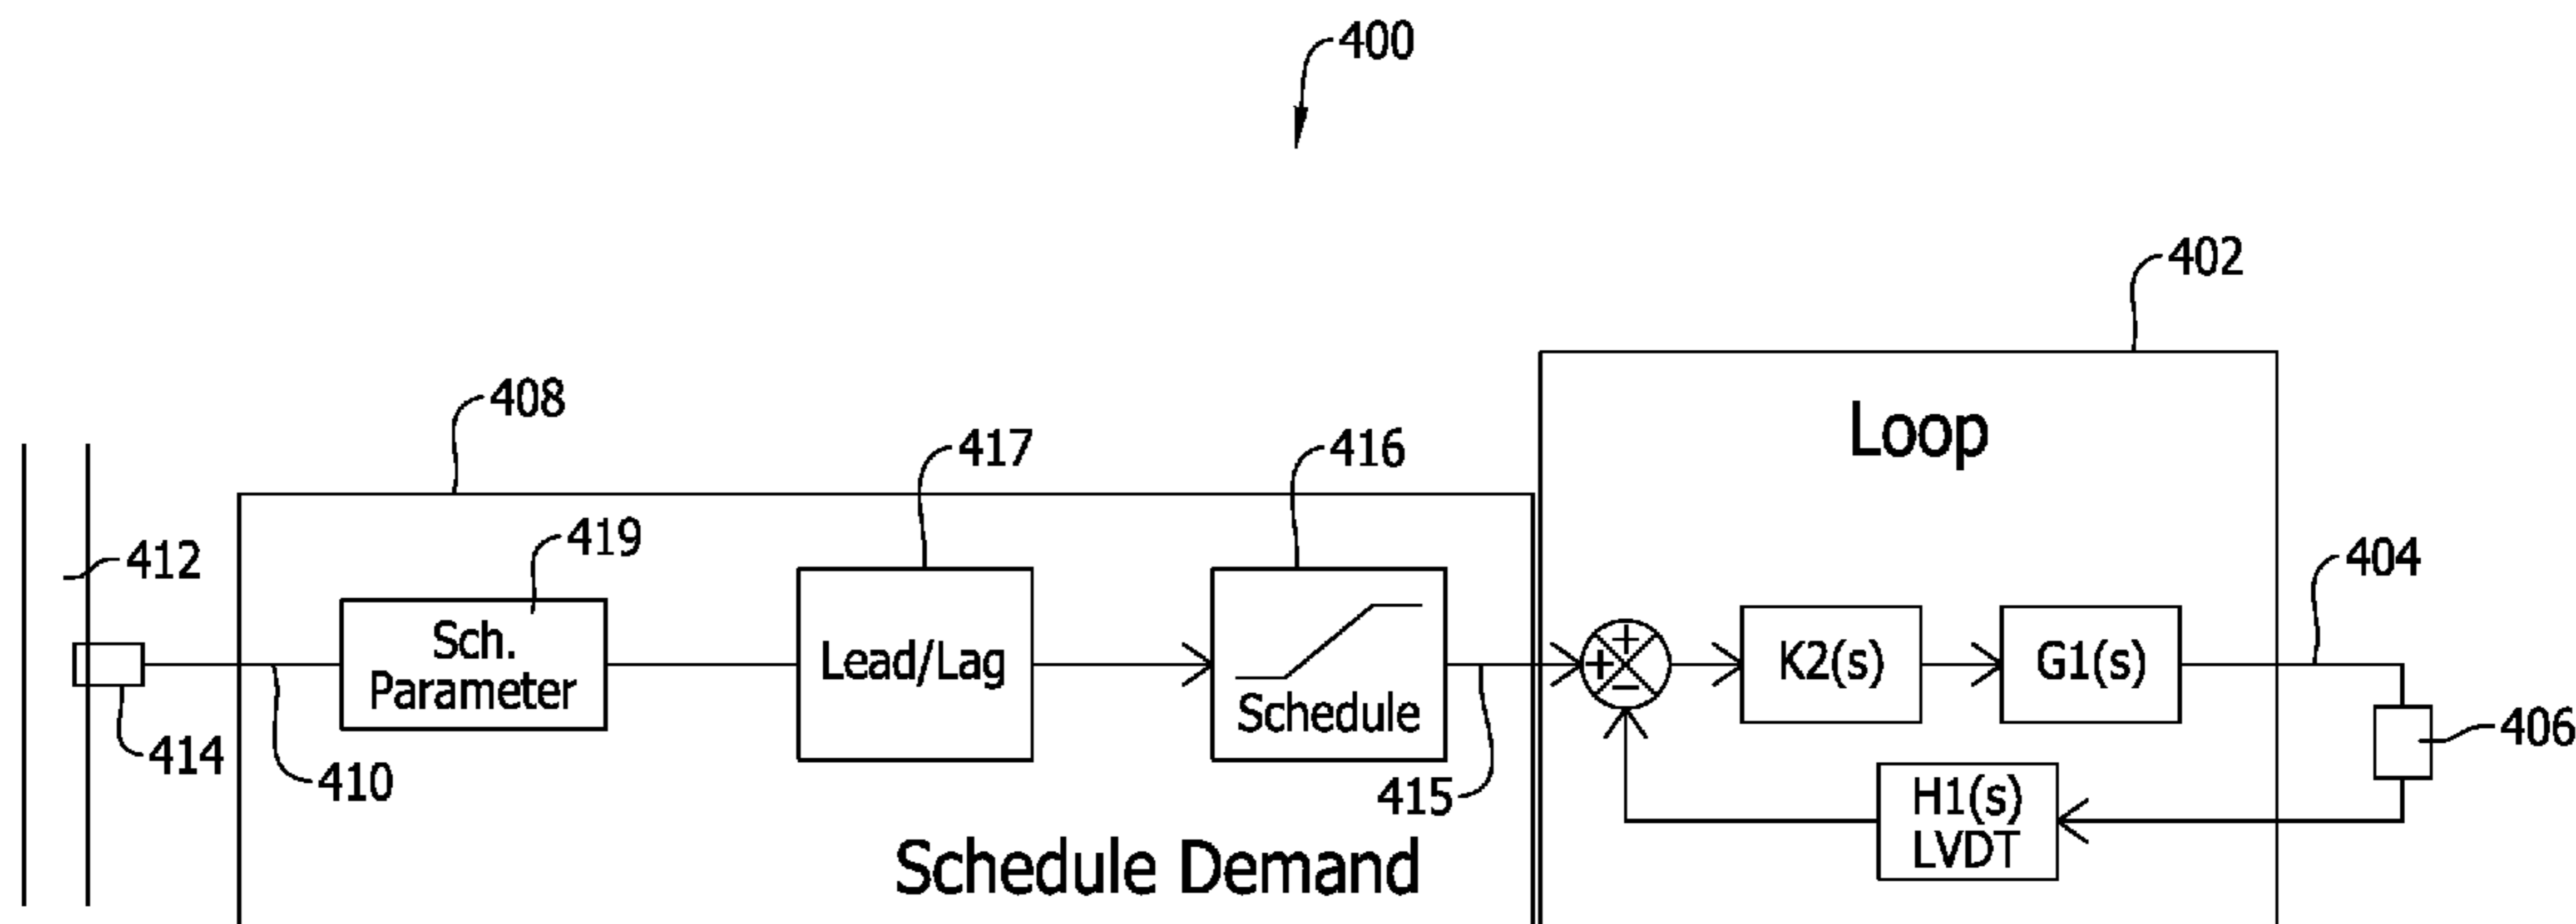 400
402
Loop
408
417
416
419
412
404
Sch.
Parameter
Lead/Lag
Schedule
+
+
−
K2(s)
G1(s)
406
414
410
415
H1(s)
LVDT
Schedule Demand